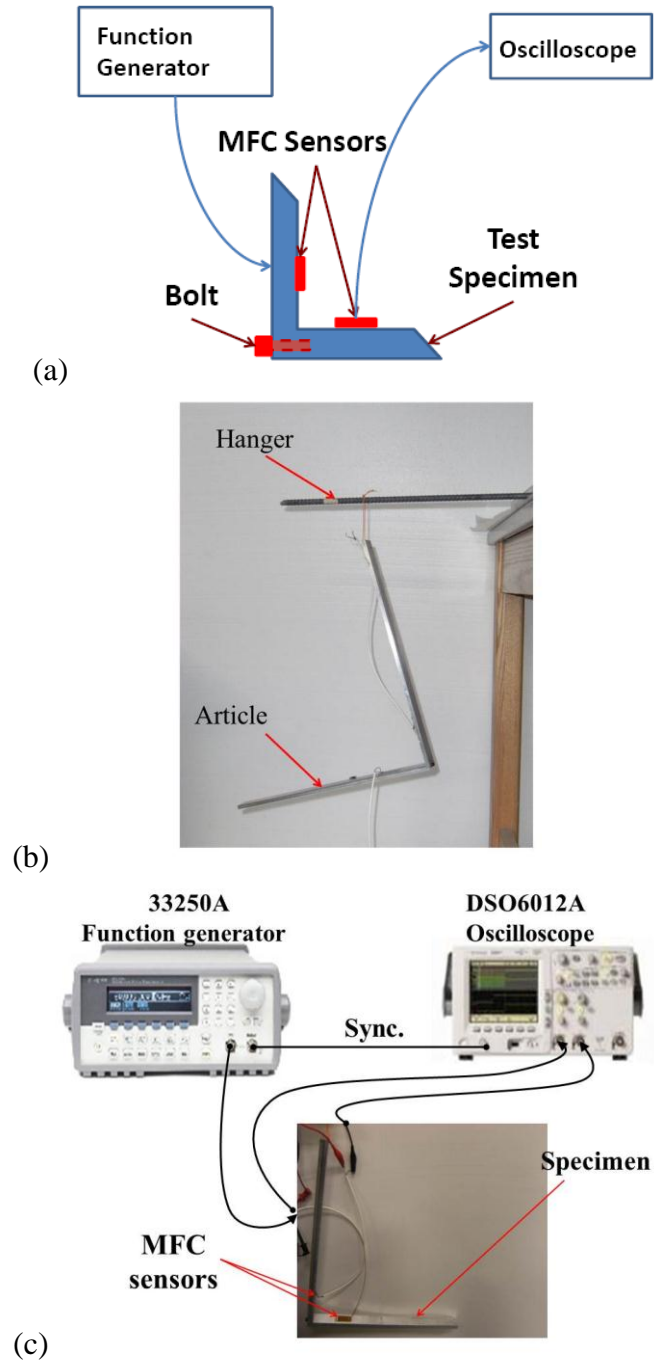 Function
Generator
Oscilloscope
MFC Sensors
Test
Specimen
Bolt
(a)
Hanger
Article
(b)
33250A
Function generator
DSO6012A
Oscilloscope
Sync.
Specimen
MFC
sensors
(c)